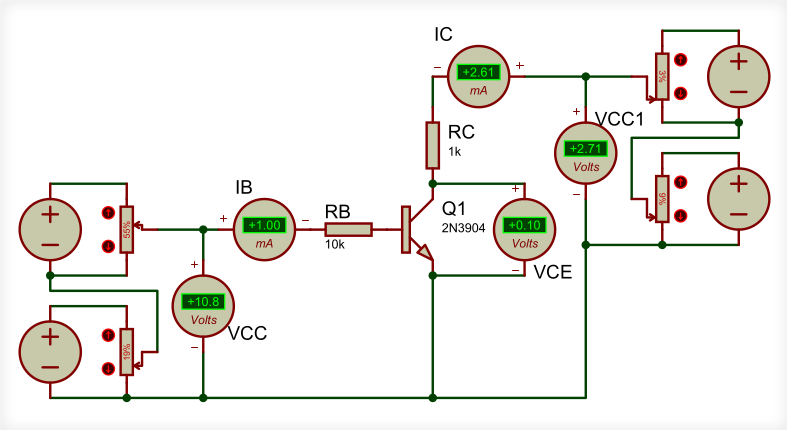 IC
+2.61
mA
3%
RC
1k
VCC1
+2.71
Volts
9%
IB
+1.00
mA
RB
10k
Q1
2N3904
+0.10
Volts
VCE
55%
+10.8
Volts
VCC
19%